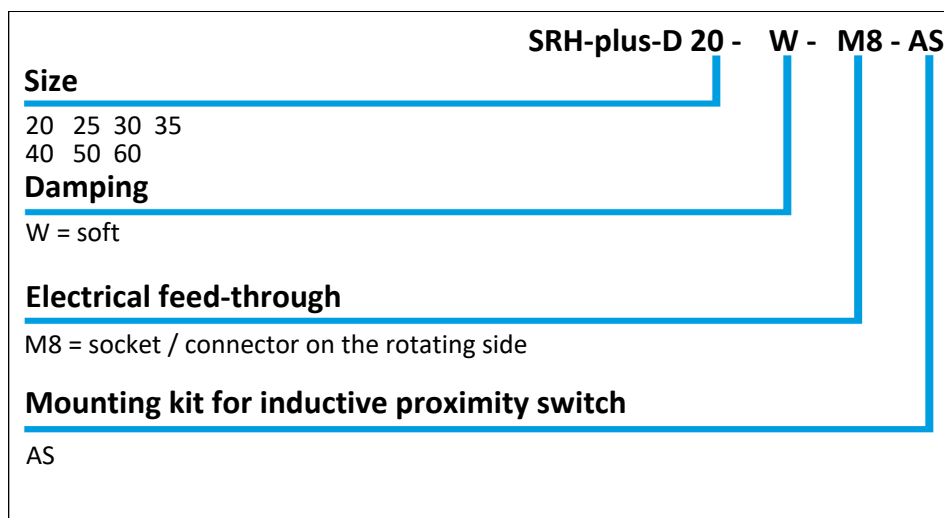 SRH-plus-D 20 - W - M8 - AS
Size
20 25 30 35
40 50 60
Damping
W = soft
Electrical feed-through
M8 = socket / connector on the rotating side
Mounting kit for inductive proximity switch
AS